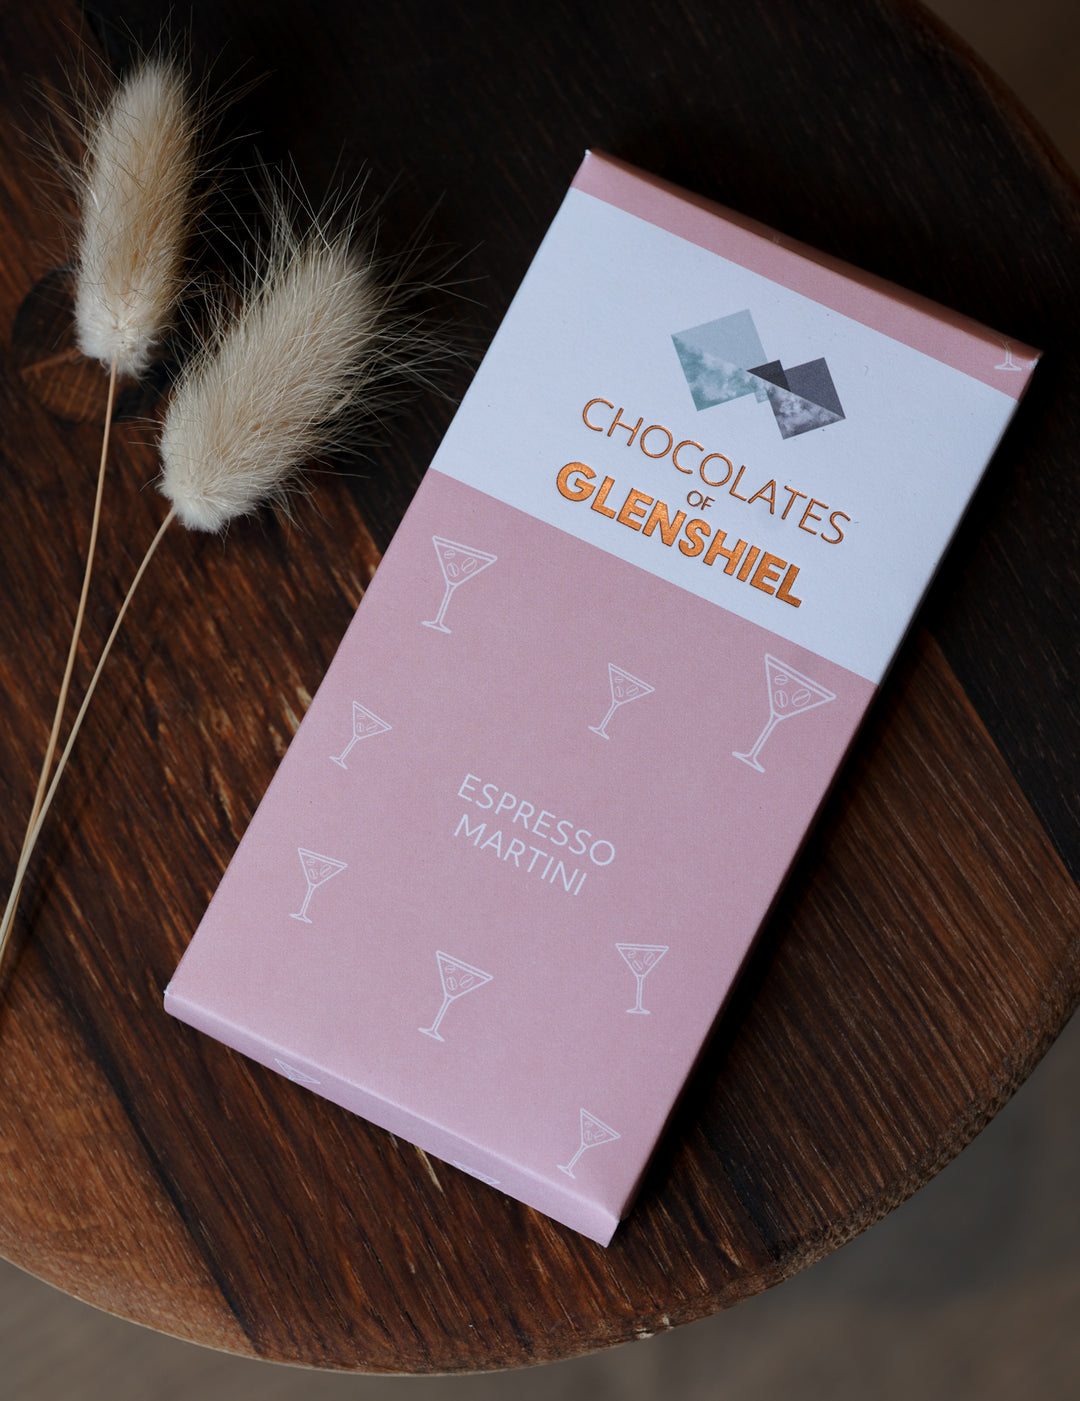 CHOCOLATES
OF
GLENSHIEL
ESPRESSO
MARTINI